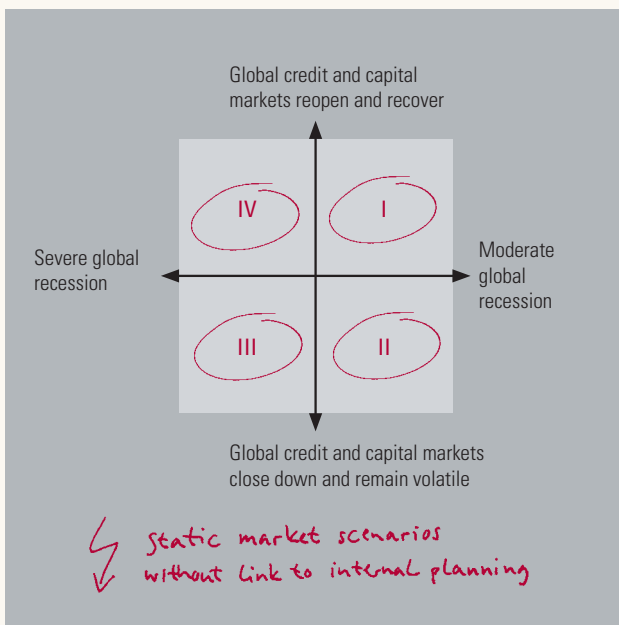 Global credit and capital
markets reopen and recover
IV
I
Severe global
recession
Moderate
global
recession
III
II
Global credit and capital markets
close down and remain volatile
static market scenarios
without link to internal planning